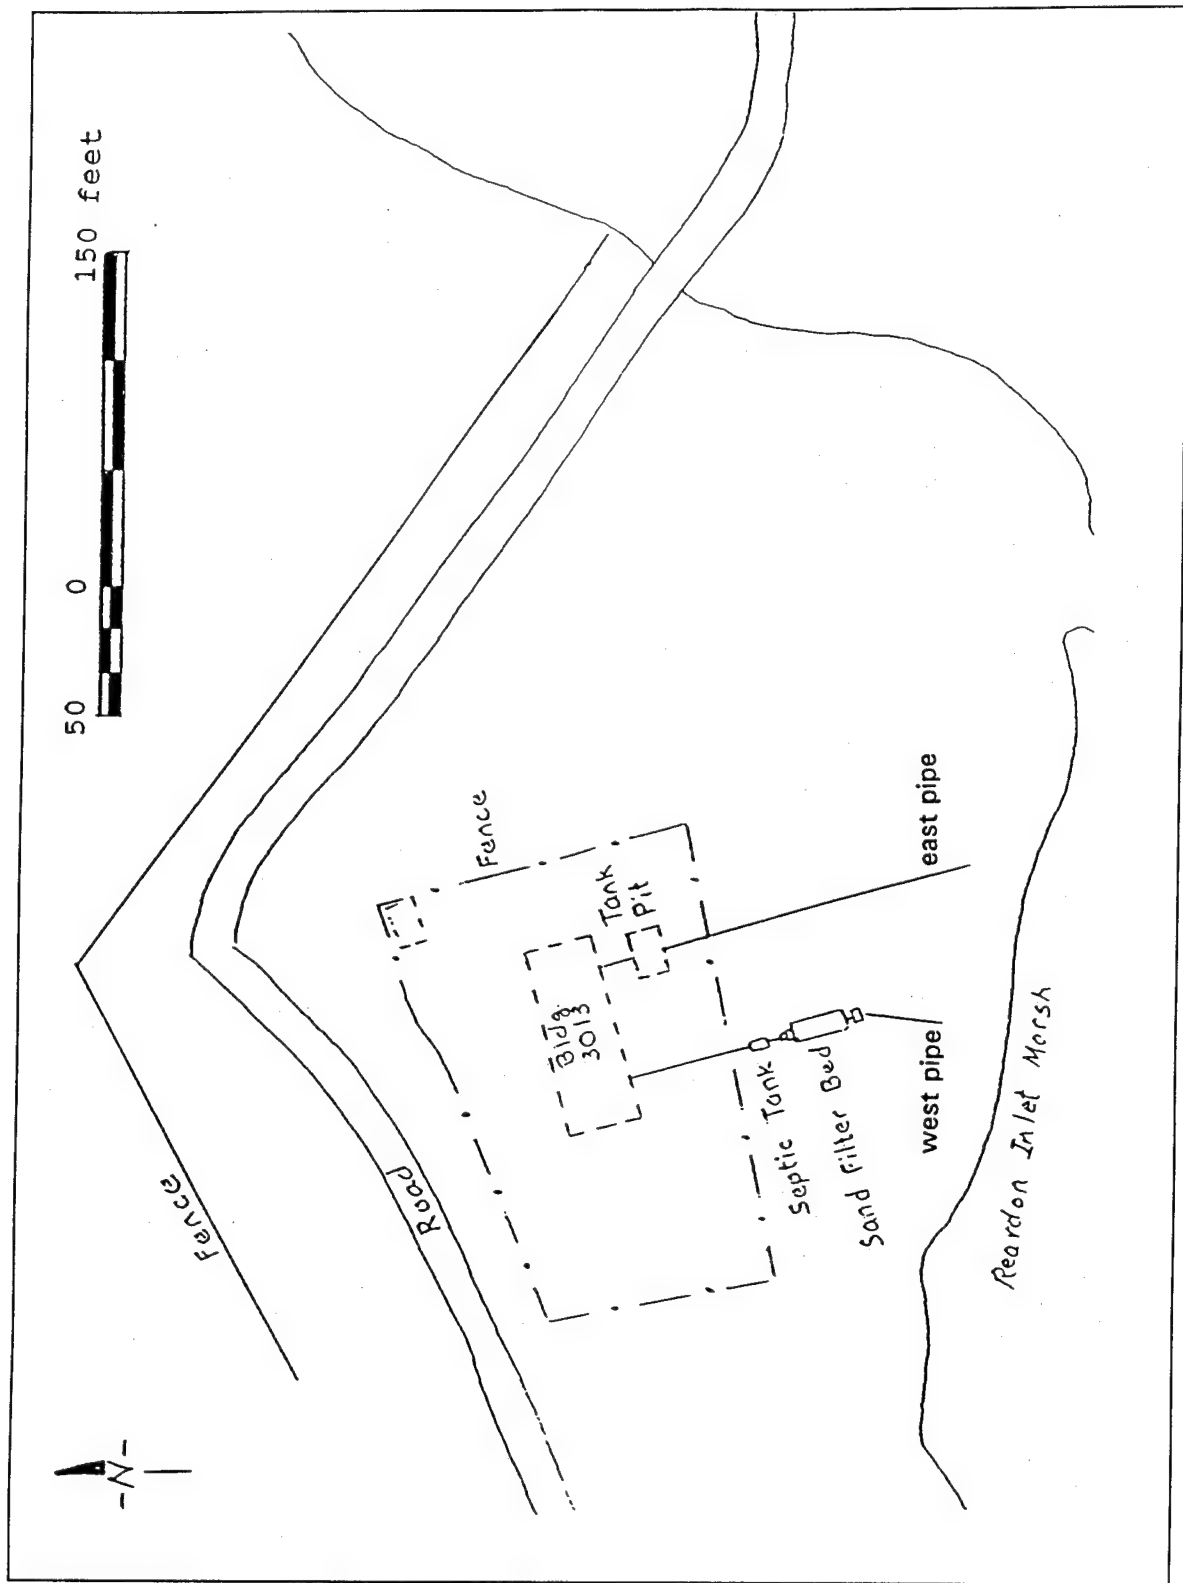 50 0 150 feet
-N-
Fence
Road
Fence
Bldg.
3013
Tank
Pit
Septic Tank
Sand Filter Bed
east pipe
west pipe
Reardon Inlet Marsh